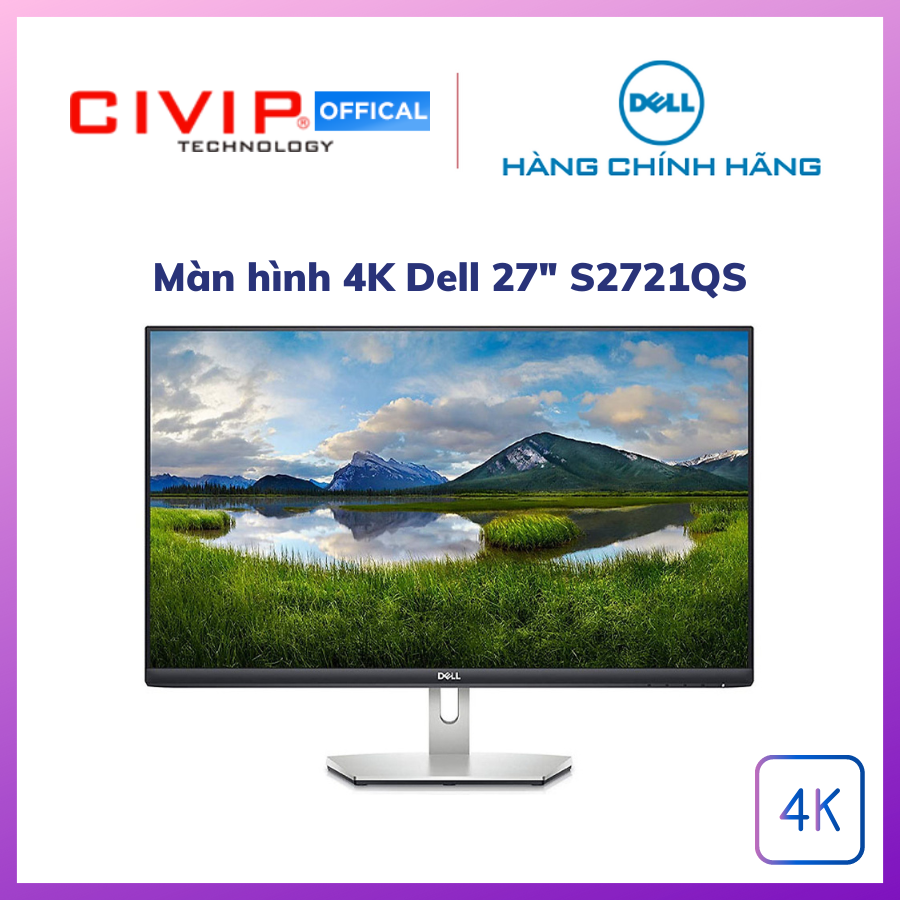 CIVIP® OFFICAL
TECHNOLOGY
DELL
HÀNG CHÍNH HÃNG
Màn hình 4K Dell 27" S2721QS
DELL
4K